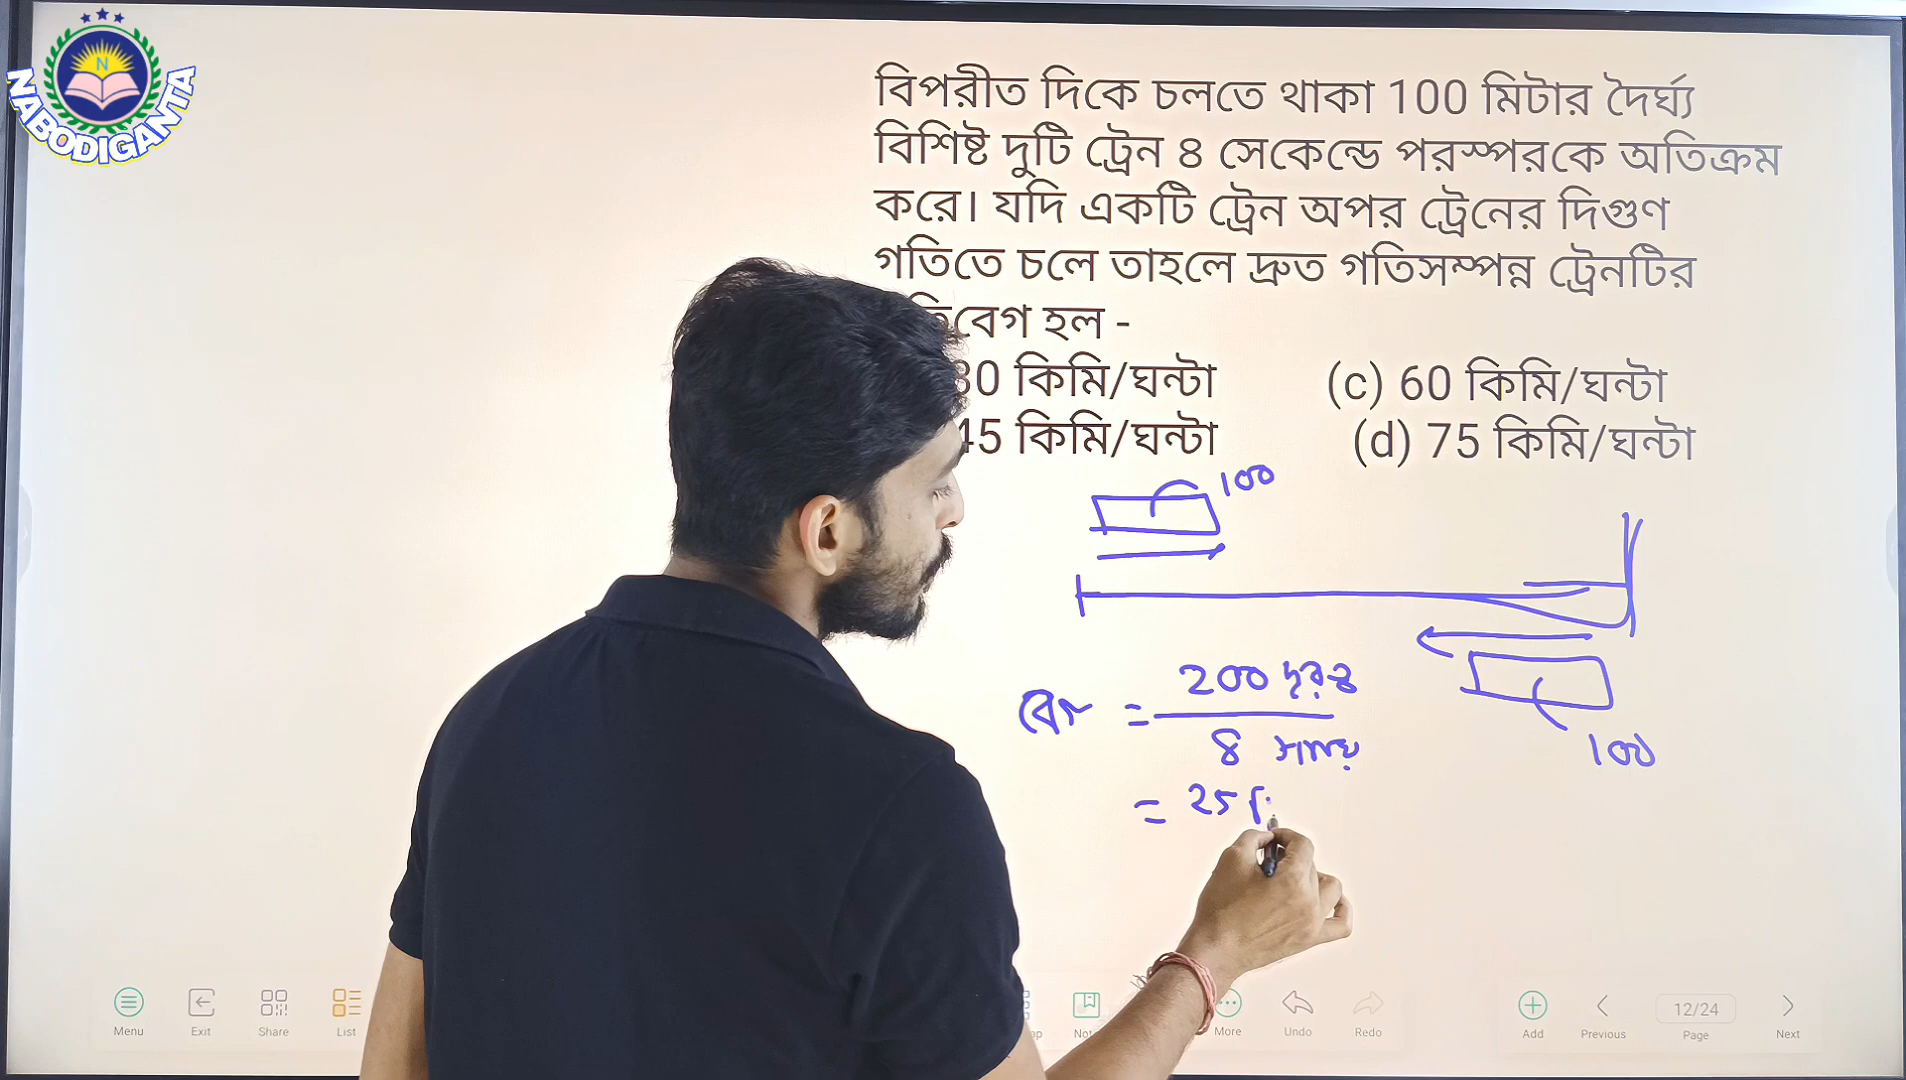 N
NABODIGANTA
বিপরীত দিকে চলতে থাকা 100 মিটার দৈর্ঘ্য
বিশিষ্ট দুটি ট্রেন 8 সেকেন্ডে পরস্পরকে অতিক্রম
করে। যদি একটি ট্রেন অপর ট্রেনের দিগুণ
গতিতে চলে তাহলে দ্রুত গতিসম্পন্ন ট্রেনটির
হল -
30 কিমি/ঘন্টা (c) 60 কিমি/ঘন্টা
45 কিমি/ঘন্টা (d) 75 কিমি/ঘন্টা
100
= 200 দূরত্ব
8 সময়
100
= 25
Menu Exit Share List More Undo Redo Add Previous 12/24 Page Next